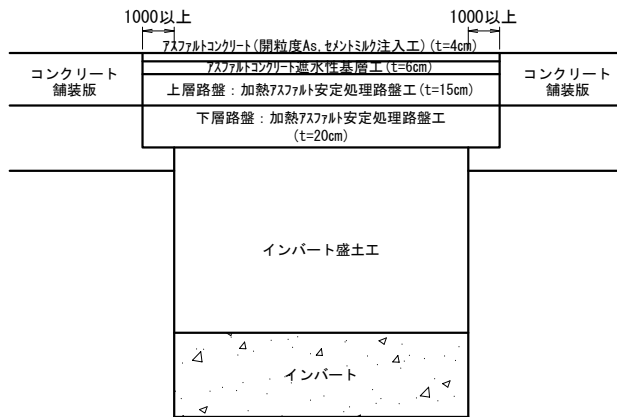 1000以上
1000以上
ｱｽﾌｧﾙﾄｺﾝｸﾘｰﾄ(開粒度As,ｾﾒﾝﾄﾐﾙｸ注入工)(t=4cm)
ｱｽﾌｧﾙﾄｺﾝｸﾘｰﾄ遮水性基層工(t=6cm)
コンクリート
舗装版
上層路盤：加熱ｱｽﾌｧﾙﾄ安定処理路盤工(t=15cm)
コンクリート
舗装版
下層路盤：加熱ｱｽﾌｧﾙﾄ安定処理路盤工
(t=20cm)
インバート盛土工
インバート